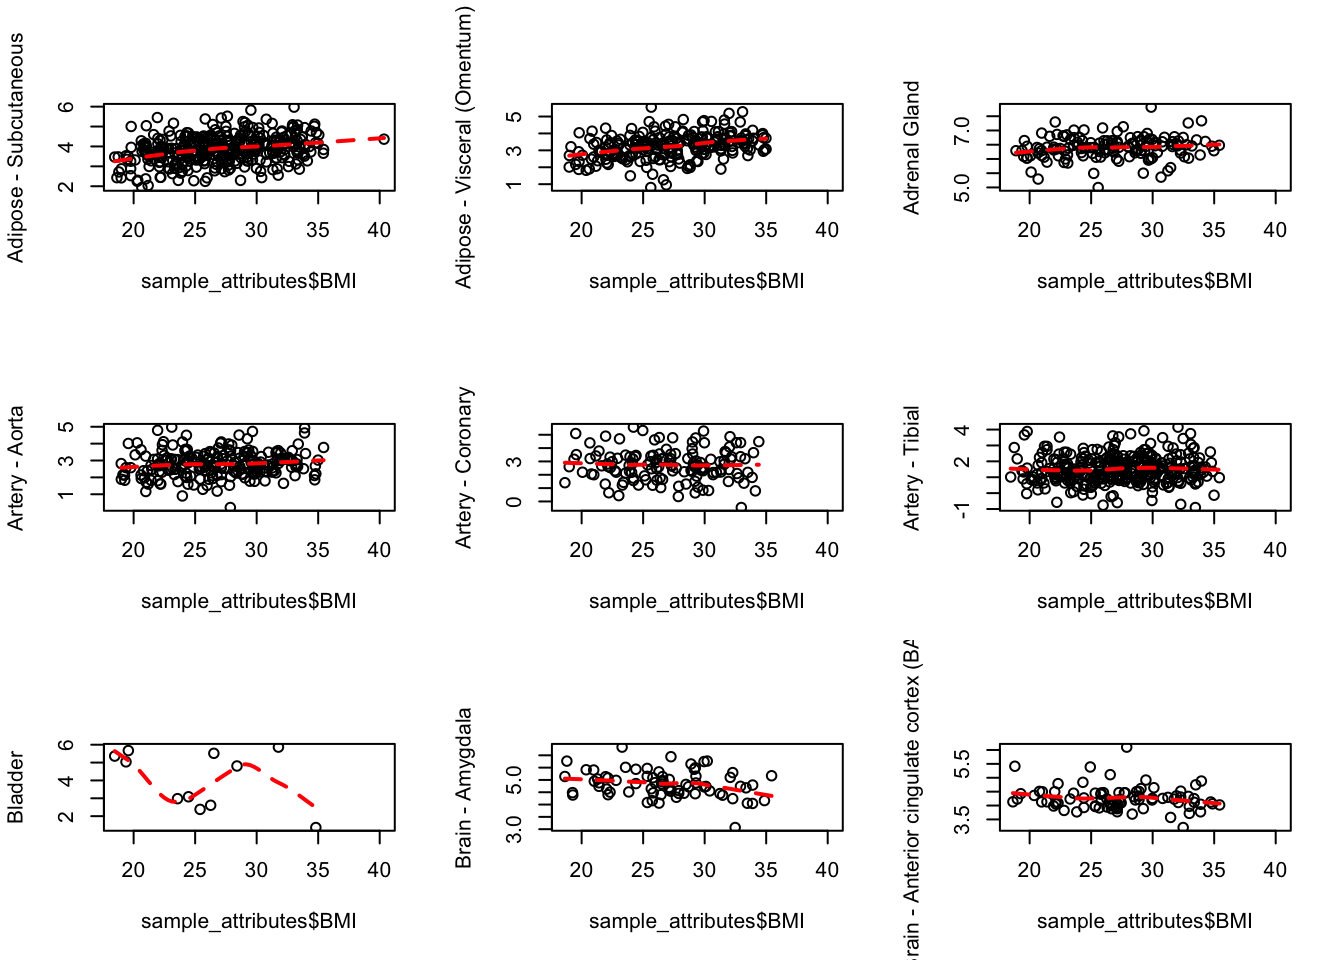 Adipose - Subcutaneous
6
4
2
20 25 30 35 40
sample_attributes$BMI
Adipose - Visceral (Omentum)
5
3
1
20 25 30 35 40
sample_attributes$BMI
Adrenal Gland
7.0
5.0
20 25 30 35 40
sample_attributes$BMI
Artery - Aorta
5
3
1
20 25 30 35 40
sample_attributes$BMI
Artery - Coronary
3
0
20 25 30 35 40
sample_attributes$BMI
Artery - Tibial
4
2
-1
20 25 30 35 40
sample_attributes$BMI
Bladder
6
4
2
20 25 30 35 40
sample_attributes$BMI
Brain - Amygdala
5.0
3.0
20 25 30 35 40
sample_attributes$BMI
rain - Anterior cingulate cortex (BA
5.5
3.5
20 25 30 35 40
sample_attributes$BMI